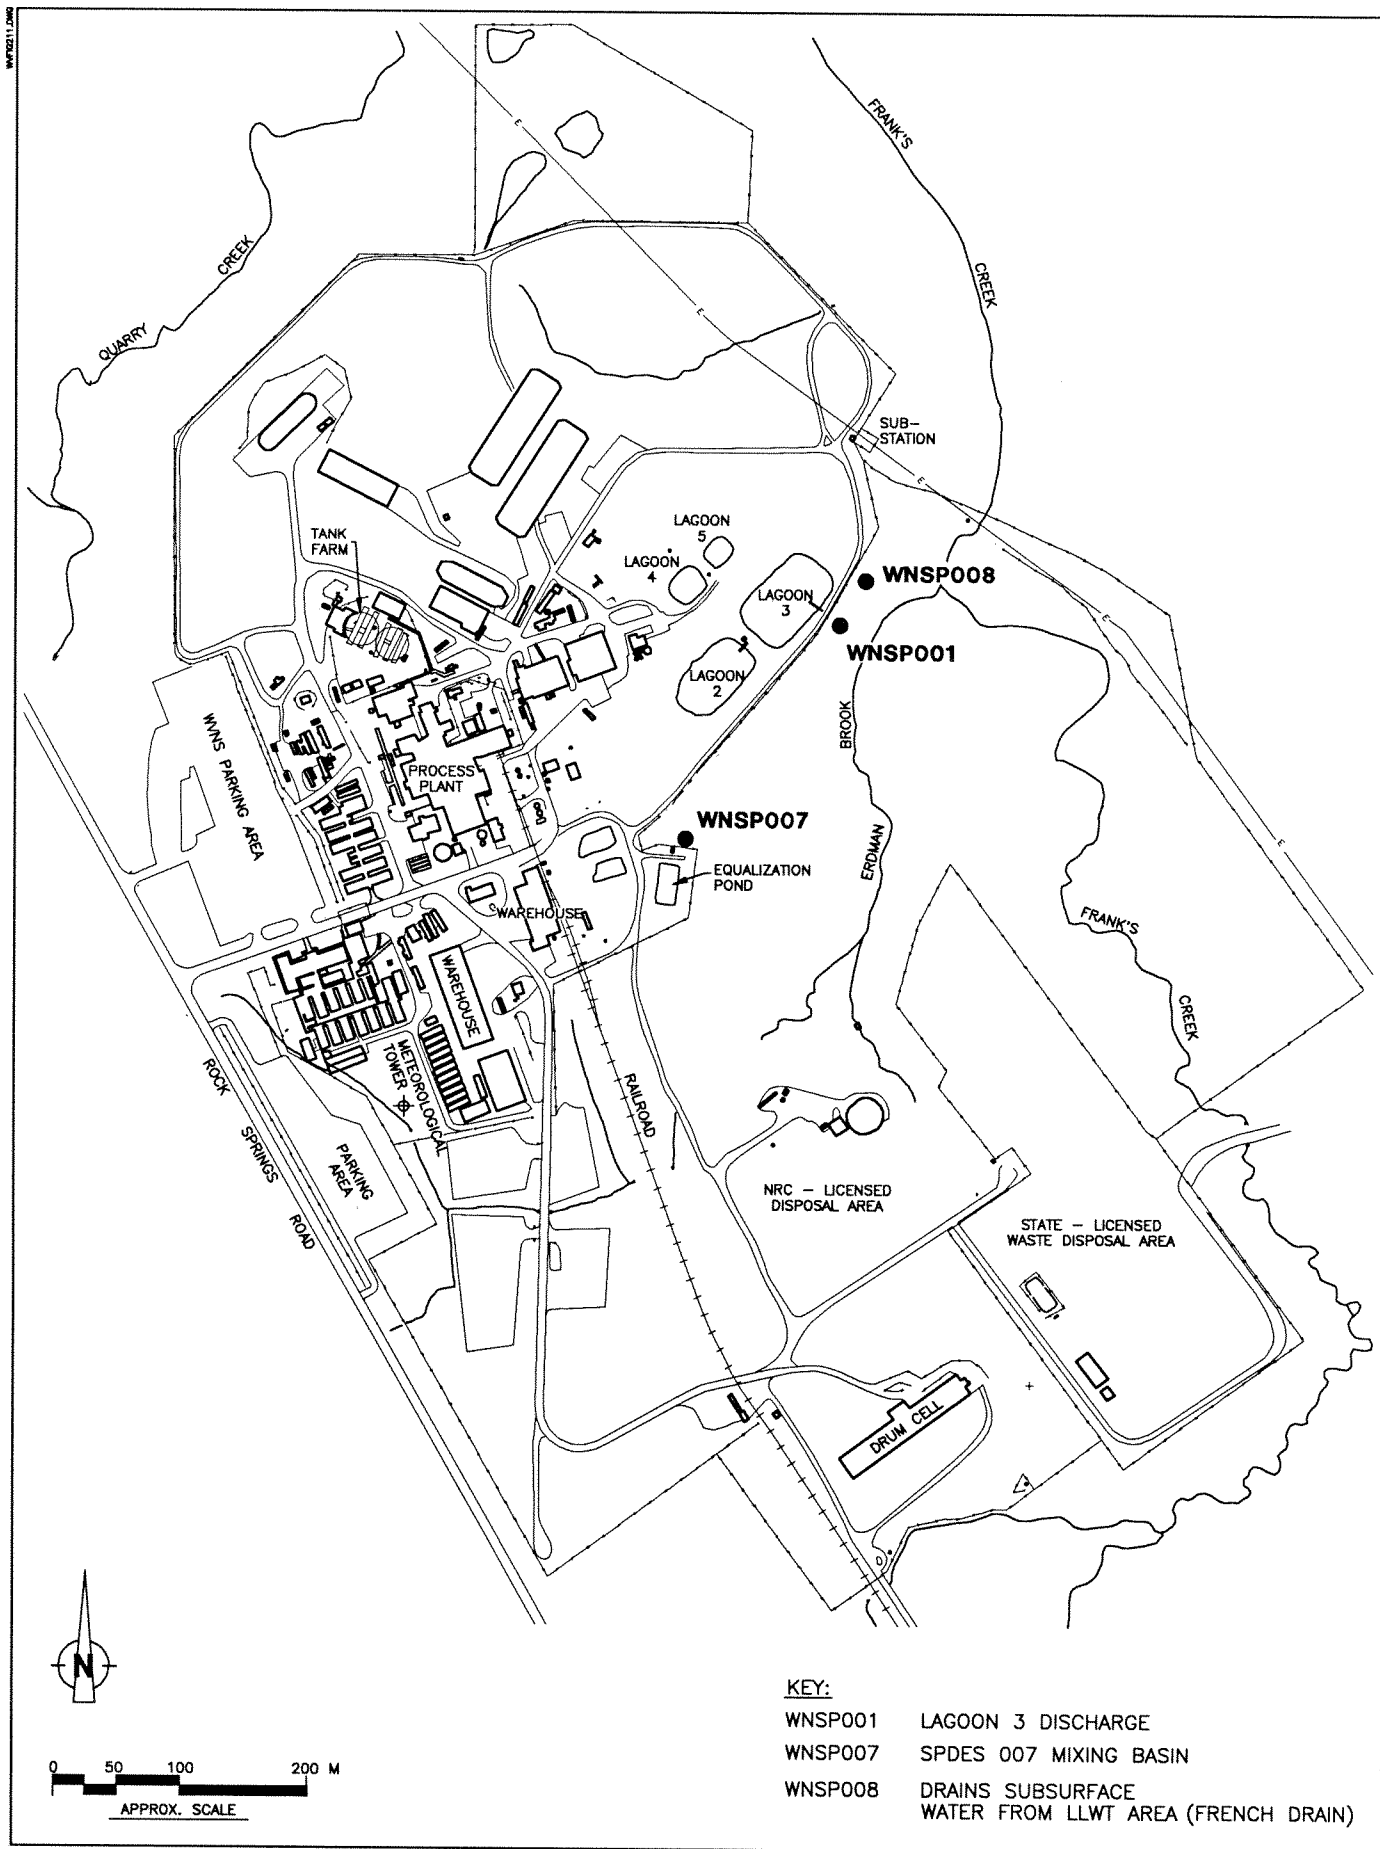 FRANK'S
CREEK
CREEK
QUARRY
E
E
SUB-
STATION
E
TANK
FARM
LAGOON
5
LAGOON
4
LAGOON
3
WNSP008
WNSP001
LAGOON
2
E
BROOK
WVNS PARKING AREA
PROCESS
PLANT
WNSP007
ERDMAN
E
EQUALIZATION
POND
WAREHOUSE
FRANK'S
CREEK
WAREHOUSE
METEOROLOGICAL
TOWER
ROCK
SPRINGS
ROAD
PARKING
AREA
RAILROAD
NRC - LICENSED
DISPOSAL AREA
STATE - LICENSED
WASTE DISPOSAL AREA
DRUM CELL
N
KEY:
WNSP001 LAGOON 3 DISCHARGE
WNSP007 SPDES 007 MIXING BASIN
WNSP008 DRAINS SUBSURFACE
WATER FROM LLWT AREA (FRENCH DRAIN)
0 50 100 200 M
APPROX. SCALE